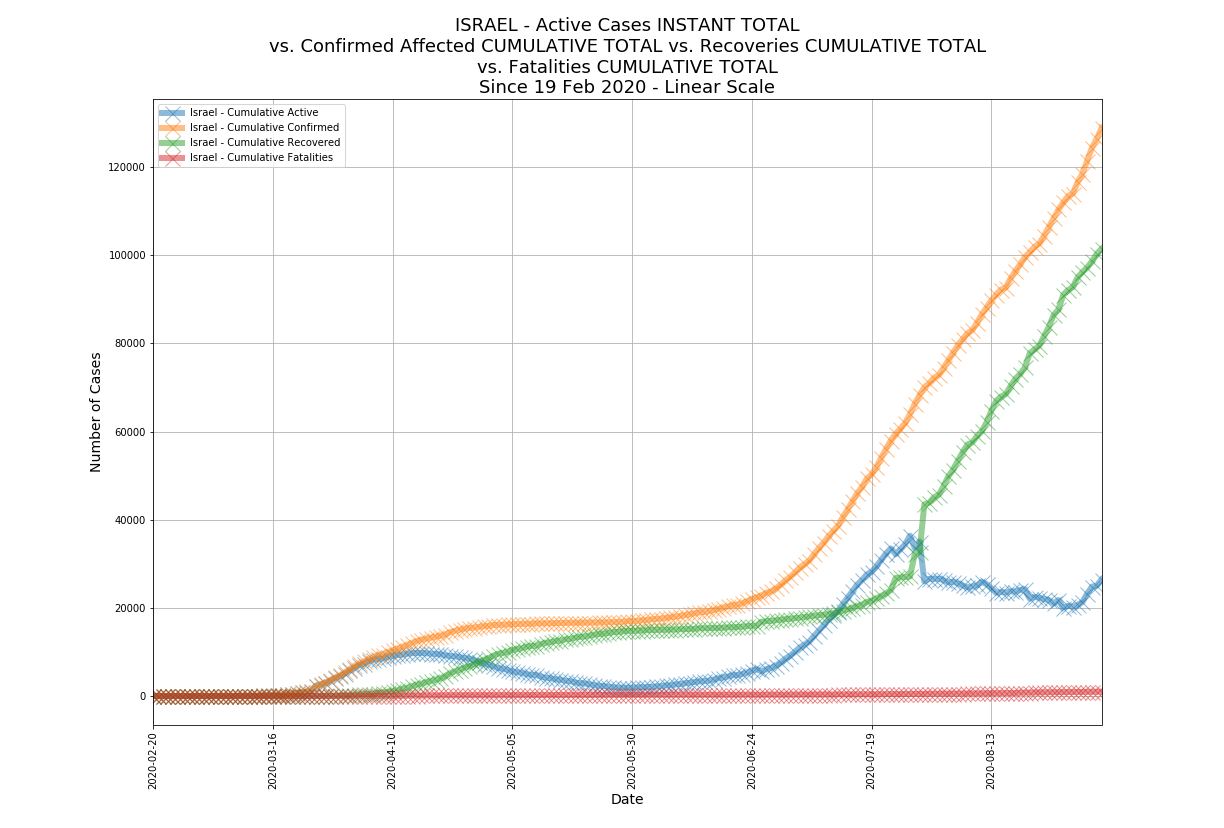 ISRAEL - Active Cases INSTANT TOTAL
vs. Confirmed Affected CUMULATIVE TOTAL vs. Recoveries CUMULATIVE TOTAL
vs. Fatalities CUMULATIVE TOTAL
Since 19 Feb 2020 - Linear Scale
Israel - Cumulative Active
Israel - Cumulative Confirmed
Israel - Cumulative Recovered
Israel - Cumulative Fatalities
Number of Cases
120000
100000
80000
60000
40000
20000
0
2020-02-20
2020-03-16
2020-04-10
2020-05-05
2020-05-30
2020-06-24
2020-07-19
2020-08-13
Date